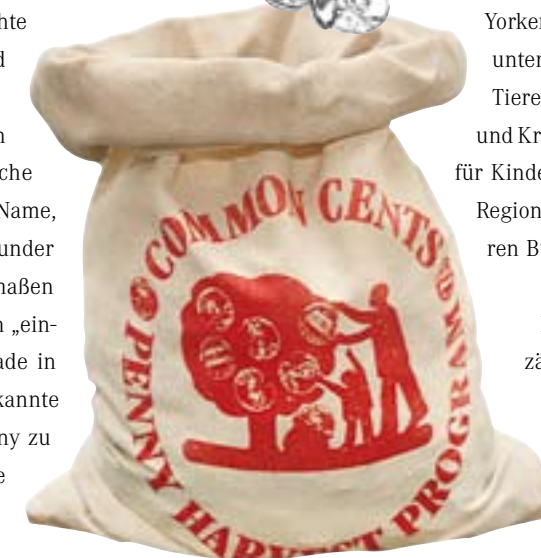 hte
d
n
che
Name,
under
maßen
n „ein-
ade in
kannte
ny zu
e
COMMON CENTS
PENNY HARVEST PROGRAM
Yorker
unter
Tiere
und Kr
für Kinde
Region
ren B
zä